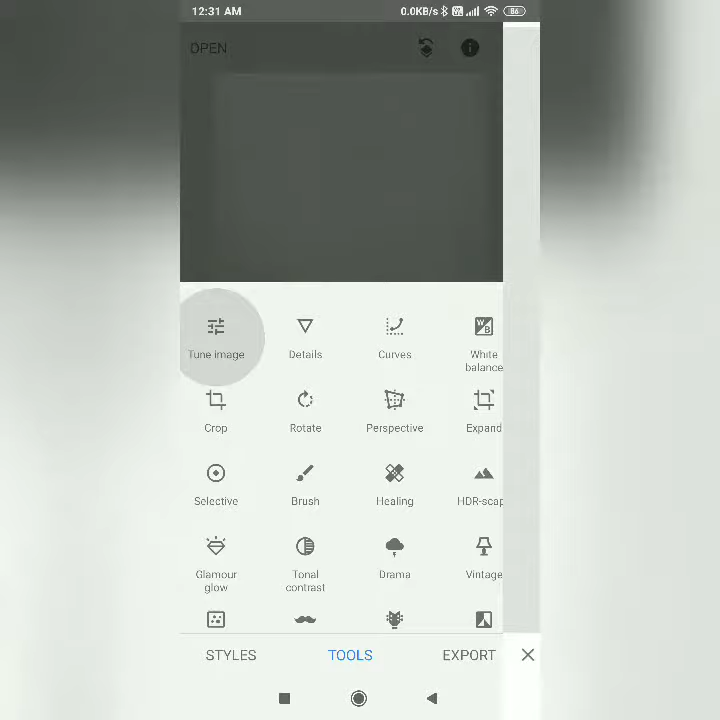 12:31 AM 0.0KB/s 86
OPEN
Tune image Details Curves White balance
Crop Rotate Perspective Expand
Selective Brush Healing HDR-scap
Glamour glow Tonal contrast Drama Vintage
STYLES TOOLS EXPORT